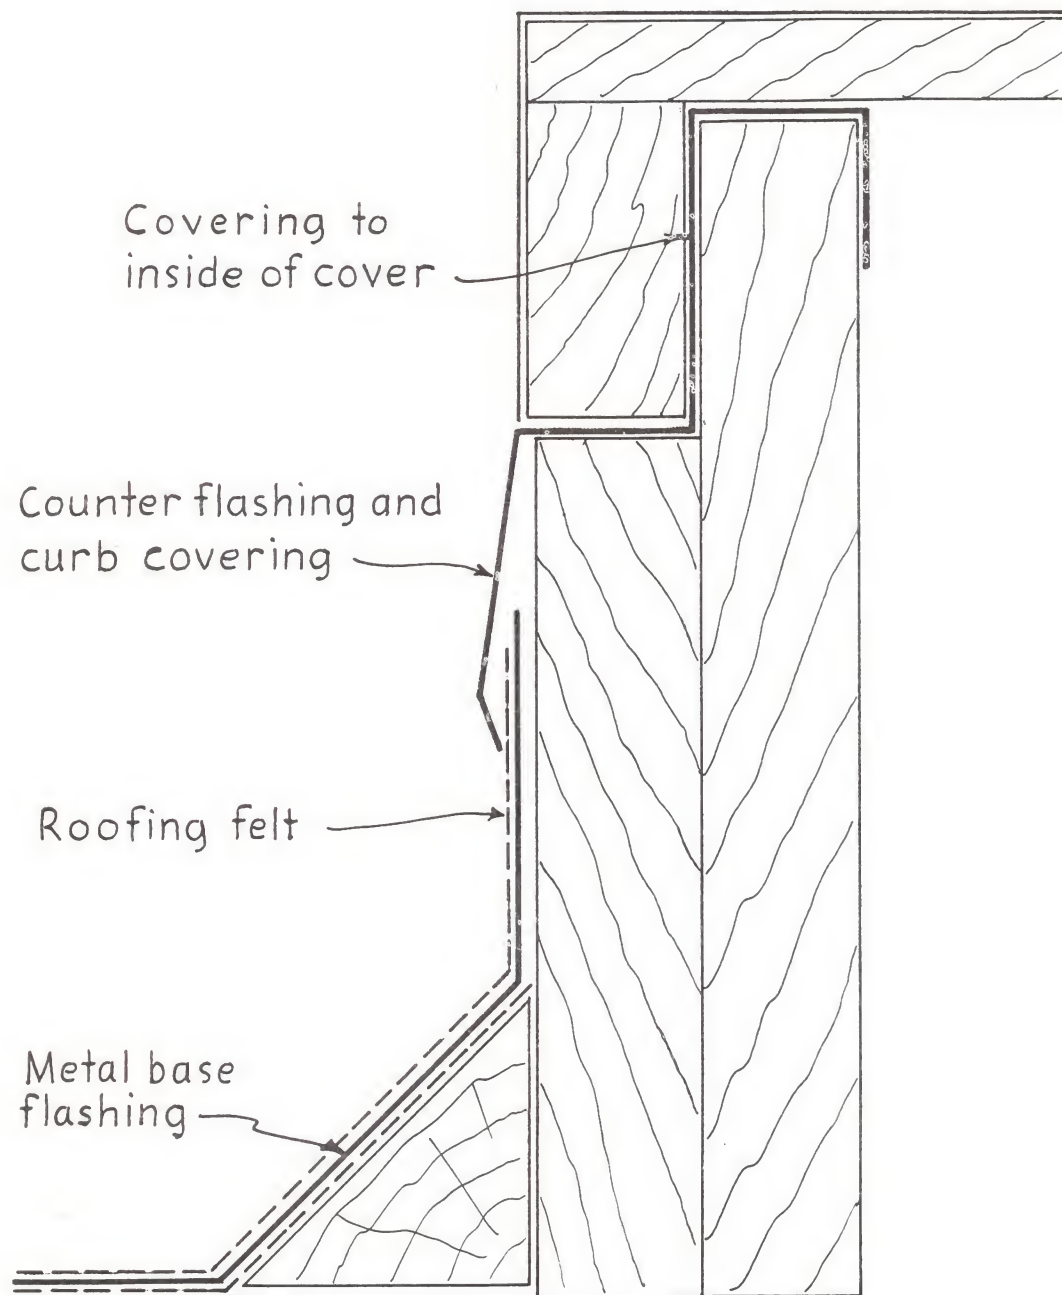 Covering to
inside of cover
Counter flashing and
curb covering
Roofing felt
Metal base
flashing